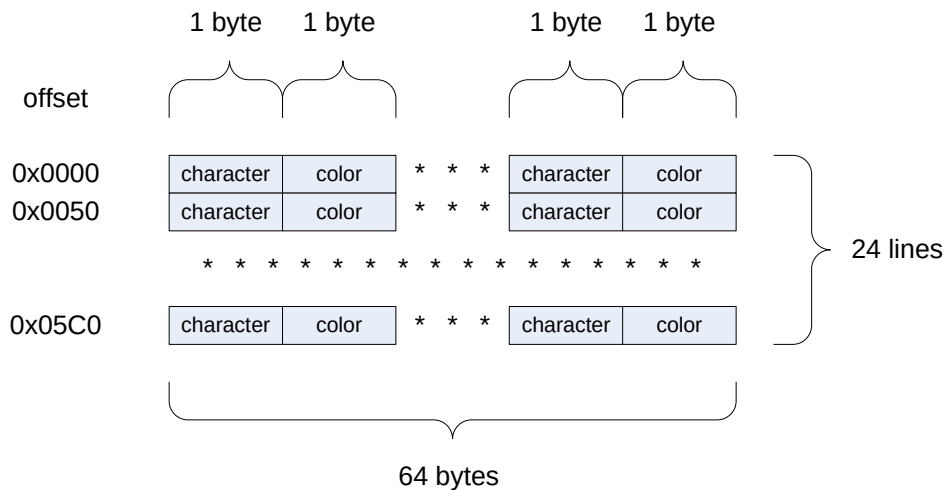 1 byte 1 byte 1 byte 1 byte
offset
0x0000 character color * * * character color
0x0050 character color * * * character color
24 lines
* * * * * * * * * * * * * * * *
0x05C0 character color * * * character color
64 bytes